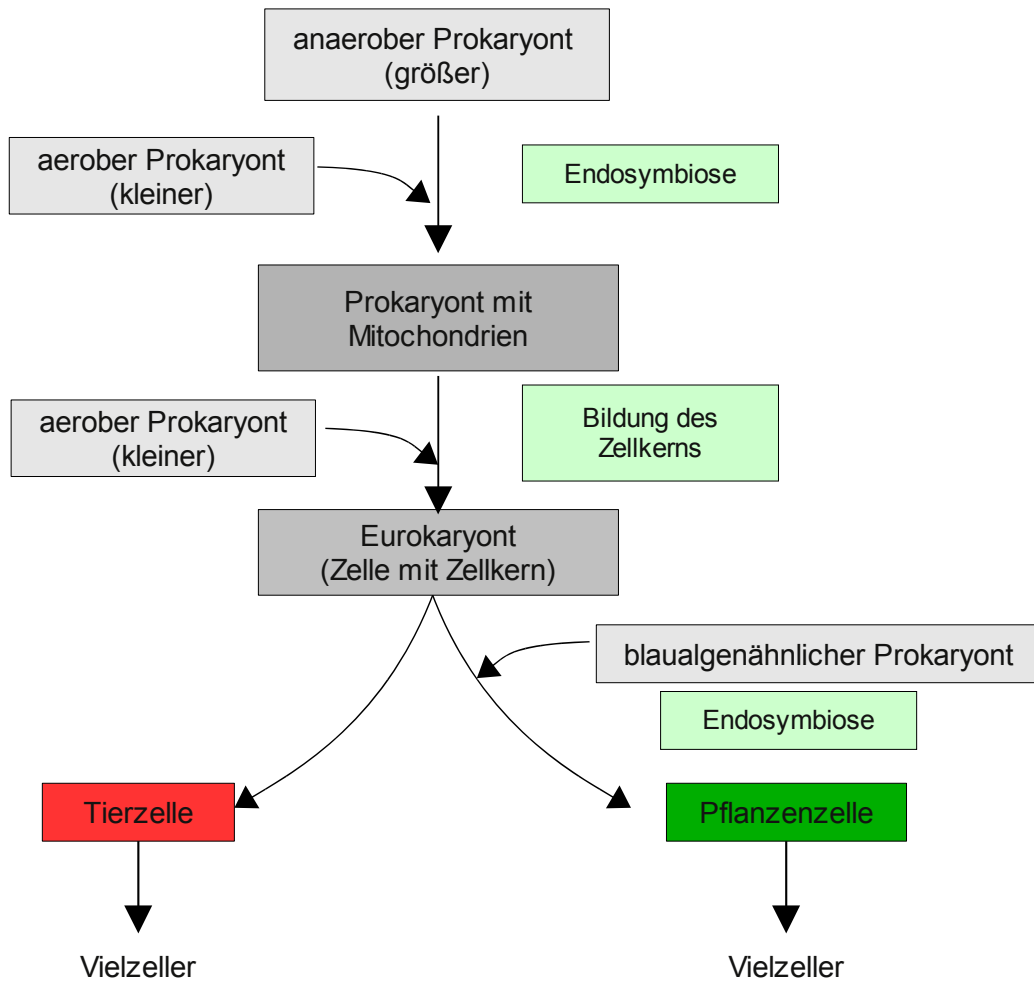 anaerober Prokaryont
(größer)
aerober Prokaryont
(kleiner)
Endosymbiose
Prokaryont mit
Mitochondrien
aerober Prokaryont
(kleiner)
Bildung des
Zellkerns
Eurokaryont
(Zelle mit Zellkern)
blaualgenähnlicher Prokaryont
Endosymbiose
Tierzelle
Pflanzenzelle
Vielzeller
Vielzeller